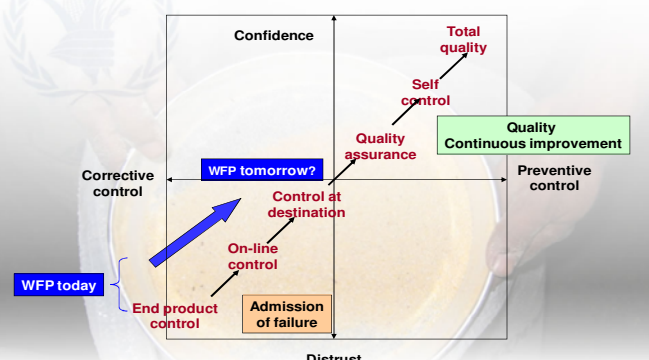 Confidence
Total
quality
Self
control
Quality
assurance
Quality
Continuous improvement
Corrective
control
WFP tomorrow?
Preventive
control
Control at
destination
On-line
control
WFP today
End product
control
Admission
of failure
Distrust